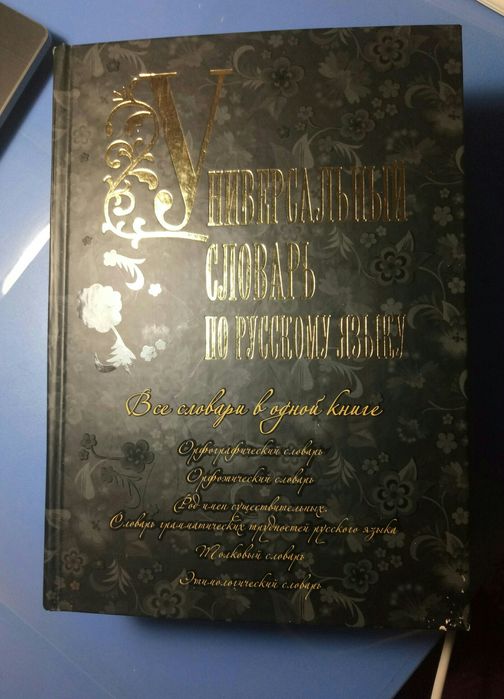 Универсальный
словарь
по русскому языку
Все словари в одной книге
Орфографический словарь
Орфоэпический словарь
Род имен существительных.
Словарь грамматических трудностей русского языка
Толковый словарь
Этимологический словарь